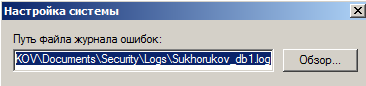 Настройка системы
Путь файла журнала ошибок:
KOV\Documents\Security\Logs\Sukhorukov_db1.log
Обзор...